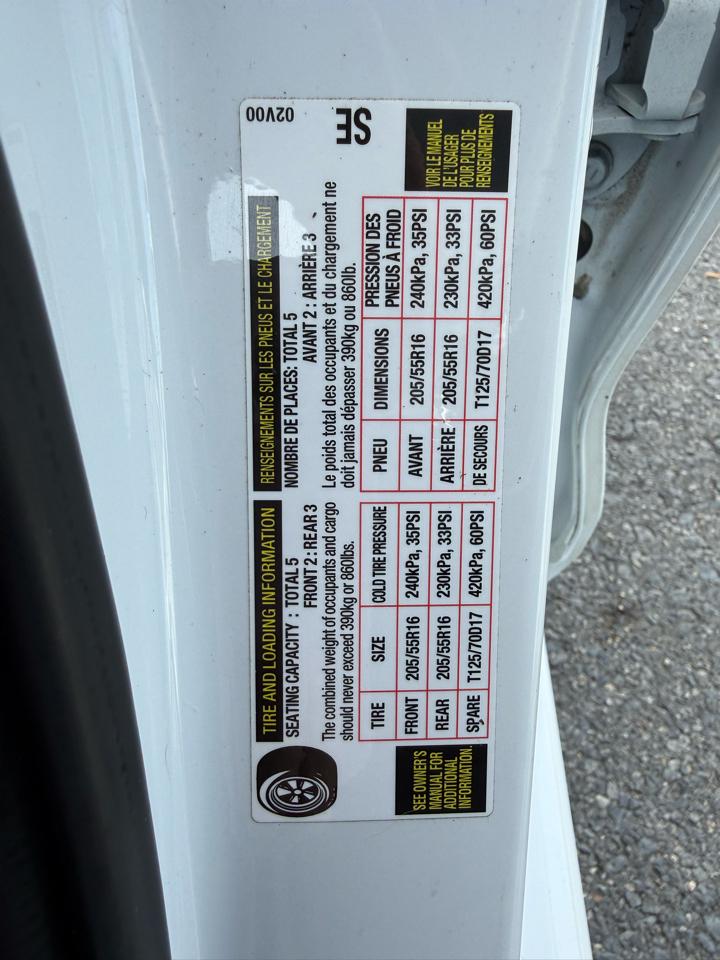 TIRE AND LOADING INFORMATION
SEATING CAPACITY : TOTAL 5
FRONT 2 : REAR 3
The combined weight of occupants and cargo
should never exceed 390kg or 860lbs.
TIRE SIZE COLD TIRE PRESSURE
FRONT 205/55R16 240kPa, 35PSI
REAR 205/55R16 230kPa, 33PSI
SPARE T125/70D17 420kPa, 60PSI
SEE OWNER'S
MANUAL FOR
ADDITIONAL
INFORMATION.
RENSEIGNEMENTS SUR LES PNEUS ET LE CHARGEMENT
NOMBRE DE PLACES: TOTAL 5
AVANT 2 : ARRIÈRE 3
Le poids total des occupants et du chargement ne
doit jamais dépasser 390kg ou 860lb.
PNEU DIMENSIONS PRESSION DES
PNEUS À FROID
AVANT 205/55R16 240kPa, 35PSI
ARRIÈRE 205/55R16 230kPa, 33PSI
DE SECOURS T125/70D17 420kPa, 60PSI
VOIR LE MANUEL
DE L'USAGER
POUR PLUS DE
RENSEIGNEMENTS
02V00
SE